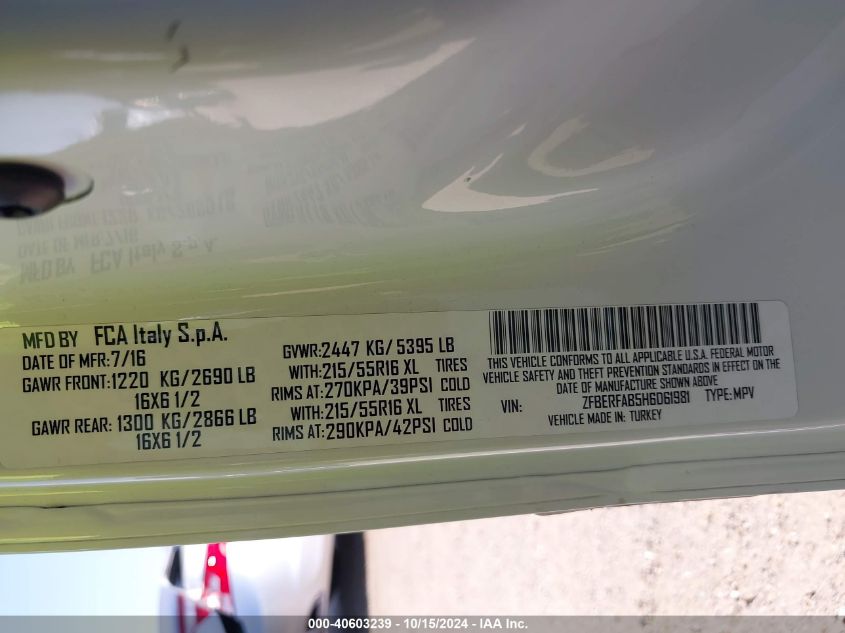 MFD BY FCA Italy S.p.A.
DATE OF MFR: 7/16
GAWR FRONT: 1220 KG/2690 LB
16X6 1/2
GAWR REAR: 1300 KG/2866 LB
16X6 1/2
GVWR: 2447 KG/ 5395 LB
WITH: 215/55R16 XL TIRES
RIMS AT: 270KPA/39PSI COLD
WITH: 215/55R16 XL TIRES
RIMS AT: 290KPA/42PSI COLD
THIS VEHICLE CONFORMS TO ALL APPLICABLE U.S.A. FEDERAL MOTOR
VEHICLE SAFETY AND THEFT PREVENTION STANDARDS IN EFFECT ON THE
DATE OF MANUFACTURE SHOWN ABOVE
VIN: ZFBERFAB5H6061981 TYPE: MPV
VEHICLE MADE IN: TURKEY
000-40603239 - 10/15/2024 - IAA Inc.